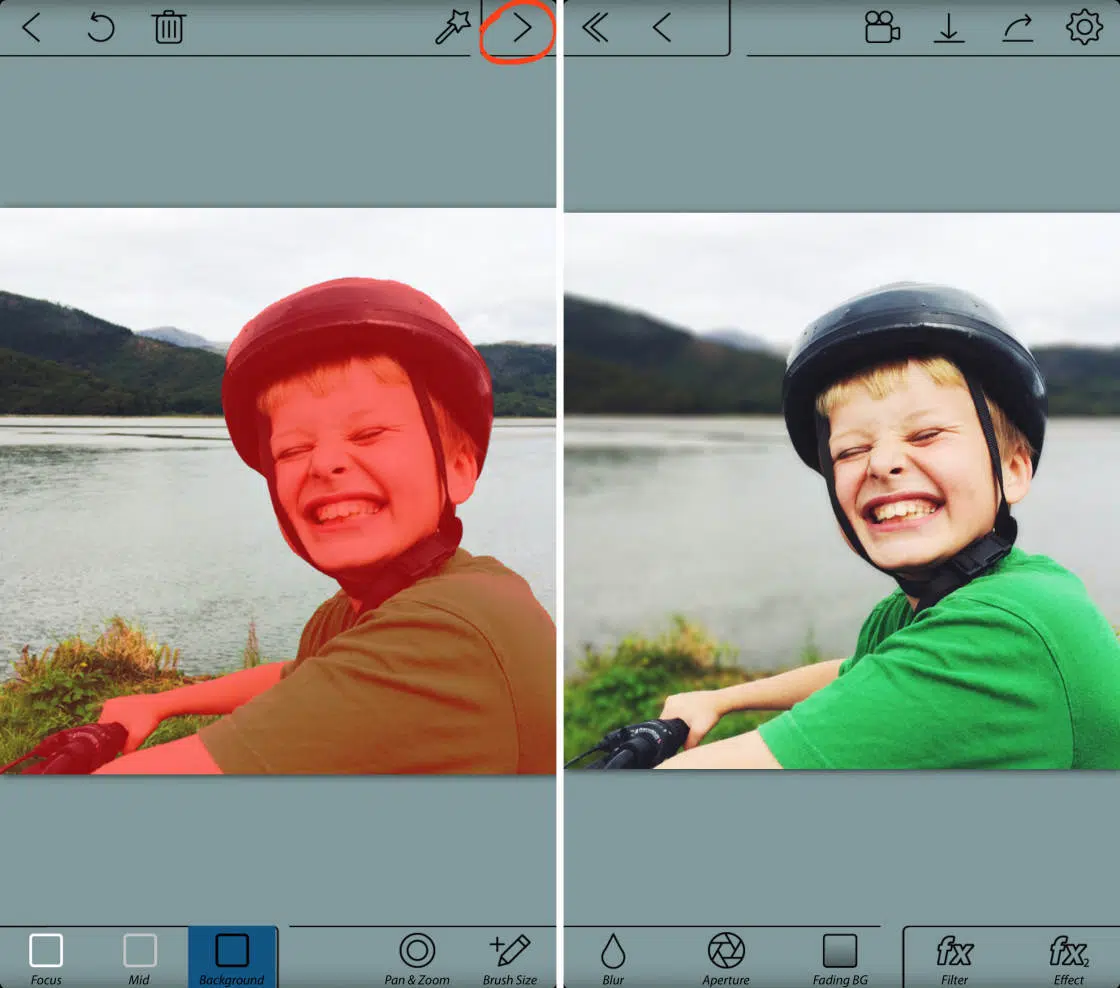 Focus
Mid
Background
Pan & Zoom
Brush Size
Blur
Aperture
Fading BG
fx
Filter
fx2
Effect